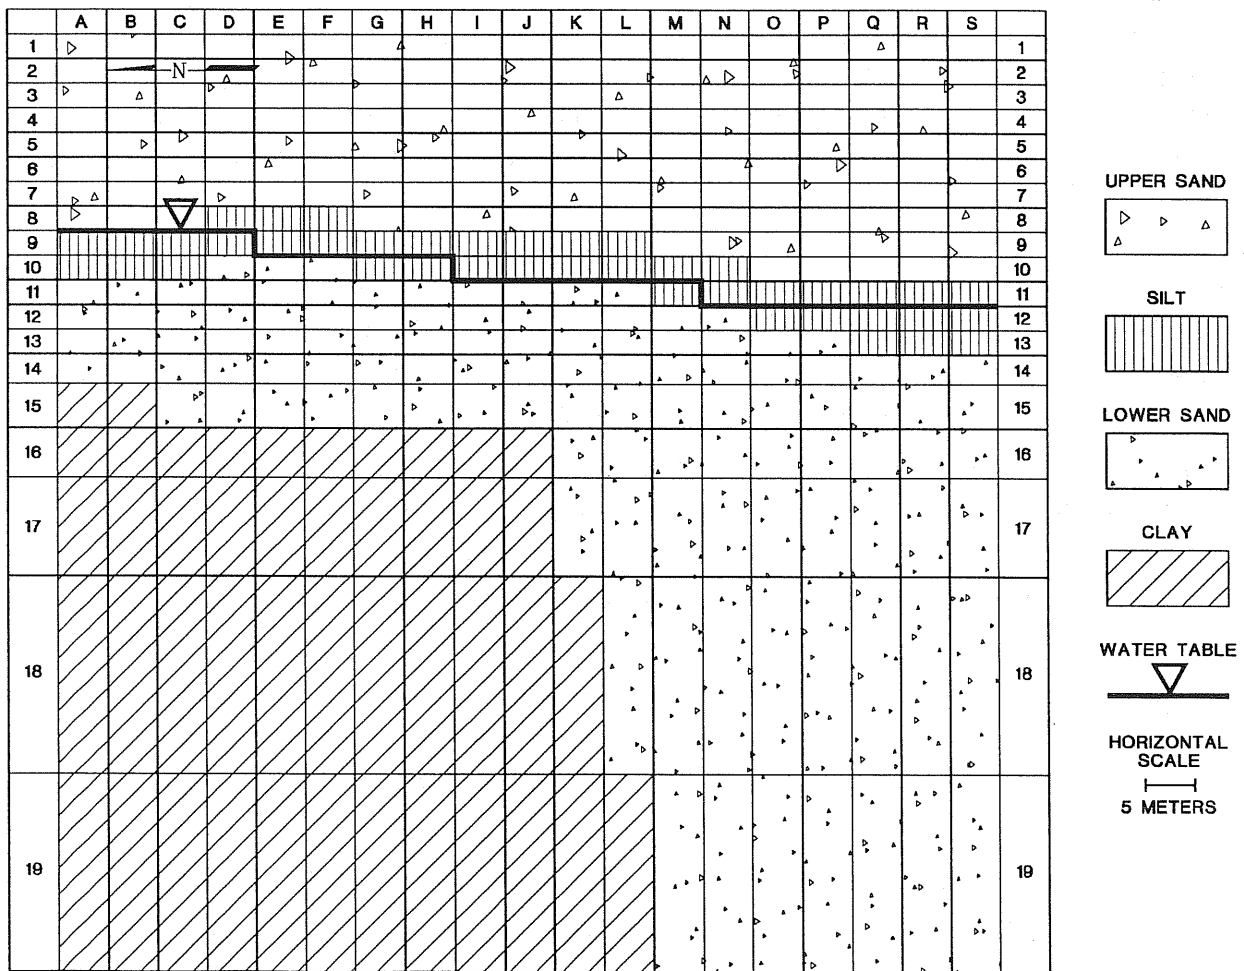 A B C D E F G H I J K L M N O P Q R S
1 1
2 N 2
3 3
4 4
5 5
6 6
7 7
8 8
9 9
10 10
11 11
12 12
13 13
14 14
15 15
16 16
17 17
18 18
19 19
UPPER SAND
SILT
LOWER SAND
CLAY
WATER TABLE
HORIZONTAL
SCALE
5 METERS